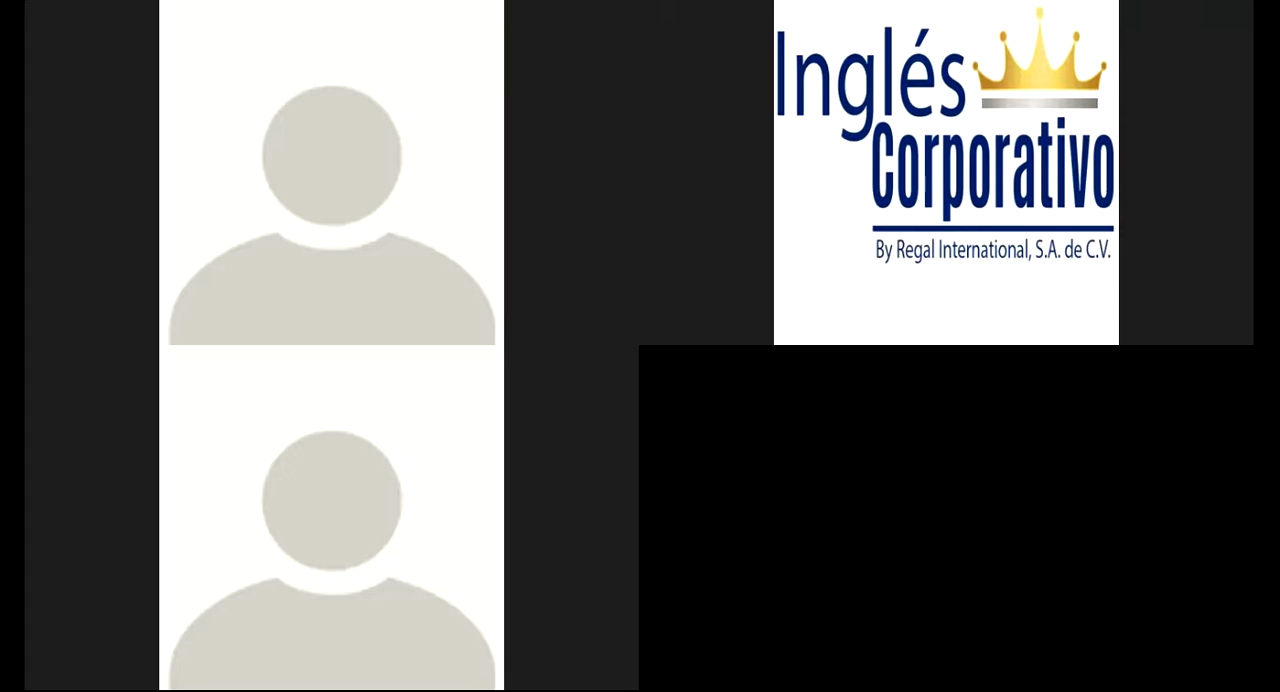 Inglés
Corporativo
By Regal International, S.A. de C.V.